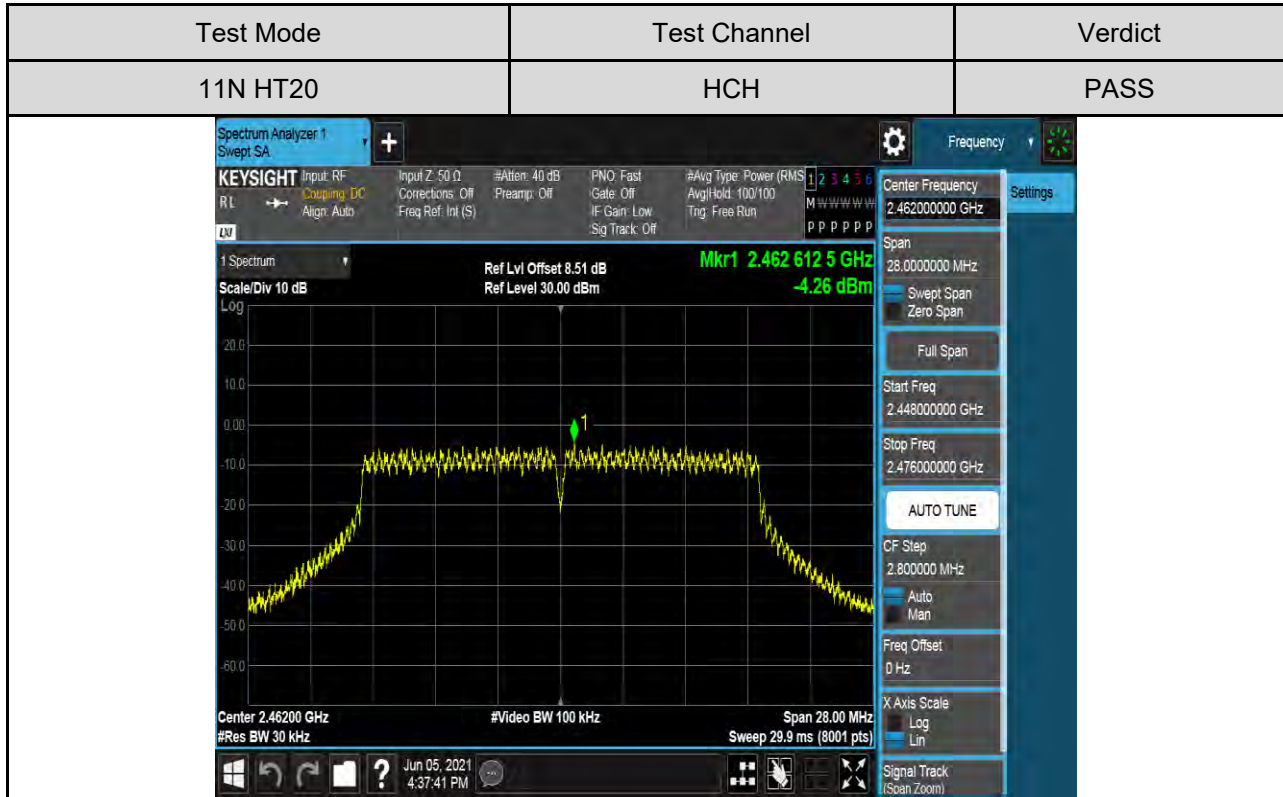 Test Mode Test Channel Verdict
11N HT20 HCH PASS
Spectrum Analyzer 1
Swept SA
+
Frequency
KEYSIGHT Input: RF Input Z: 50 Ω #Atten: 40 dB PNO: Fast #Avg Type: Power (RMS 1 2 3 4 5 6
RL Coupling: DC Corrections: Off Preamp: Off Gate: Off Avg|Hold: 100/100 M W W W W W
Align: Auto Freq Ref: Int (S) IF Gain: Low Trig: Free Run
LXI Sig Track: Off P P P P P P
1 Spectrum Ref Lvl Offset 8.51 dB Mkr1 2.462 612 5 GHz
Scale/Div 10 dB Ref Level 30.00 dBm -4.26 dBm
Log
20.0
10.0
0.00
-10.0
-20.0
-30.0
-40.0
-50.0
-60.0
1
Center 2.46200 GHz #Video BW 100 kHz Span 28.00 MHz
#Res BW 30 kHz Sweep 29.9 ms (8001 pts)
? Jun 05, 2021
4:37:41 PM
Center Frequency
2.462000000 GHz
Settings
Span
28.0000000 MHz
Swept Span
Zero Span
Full Span
Start Freq
2.448000000 GHz
Stop Freq
2.476000000 GHz
AUTO TUNE
CF Step
2.800000 MHz
Auto
Man
Freq Offset
0 Hz
X Axis Scale
Log
Lin
Signal Track
(Span Zoom)